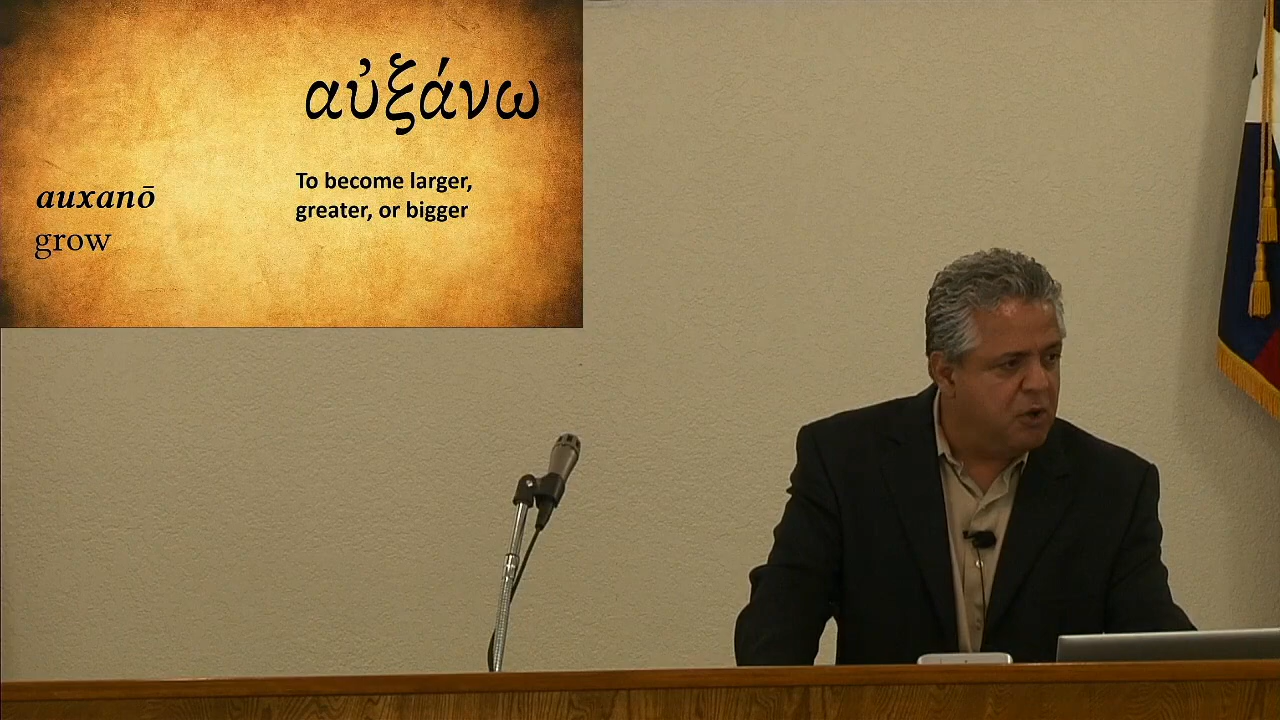 αὐξάνω
To become larger,
greater, or bigger
auxanō
grow